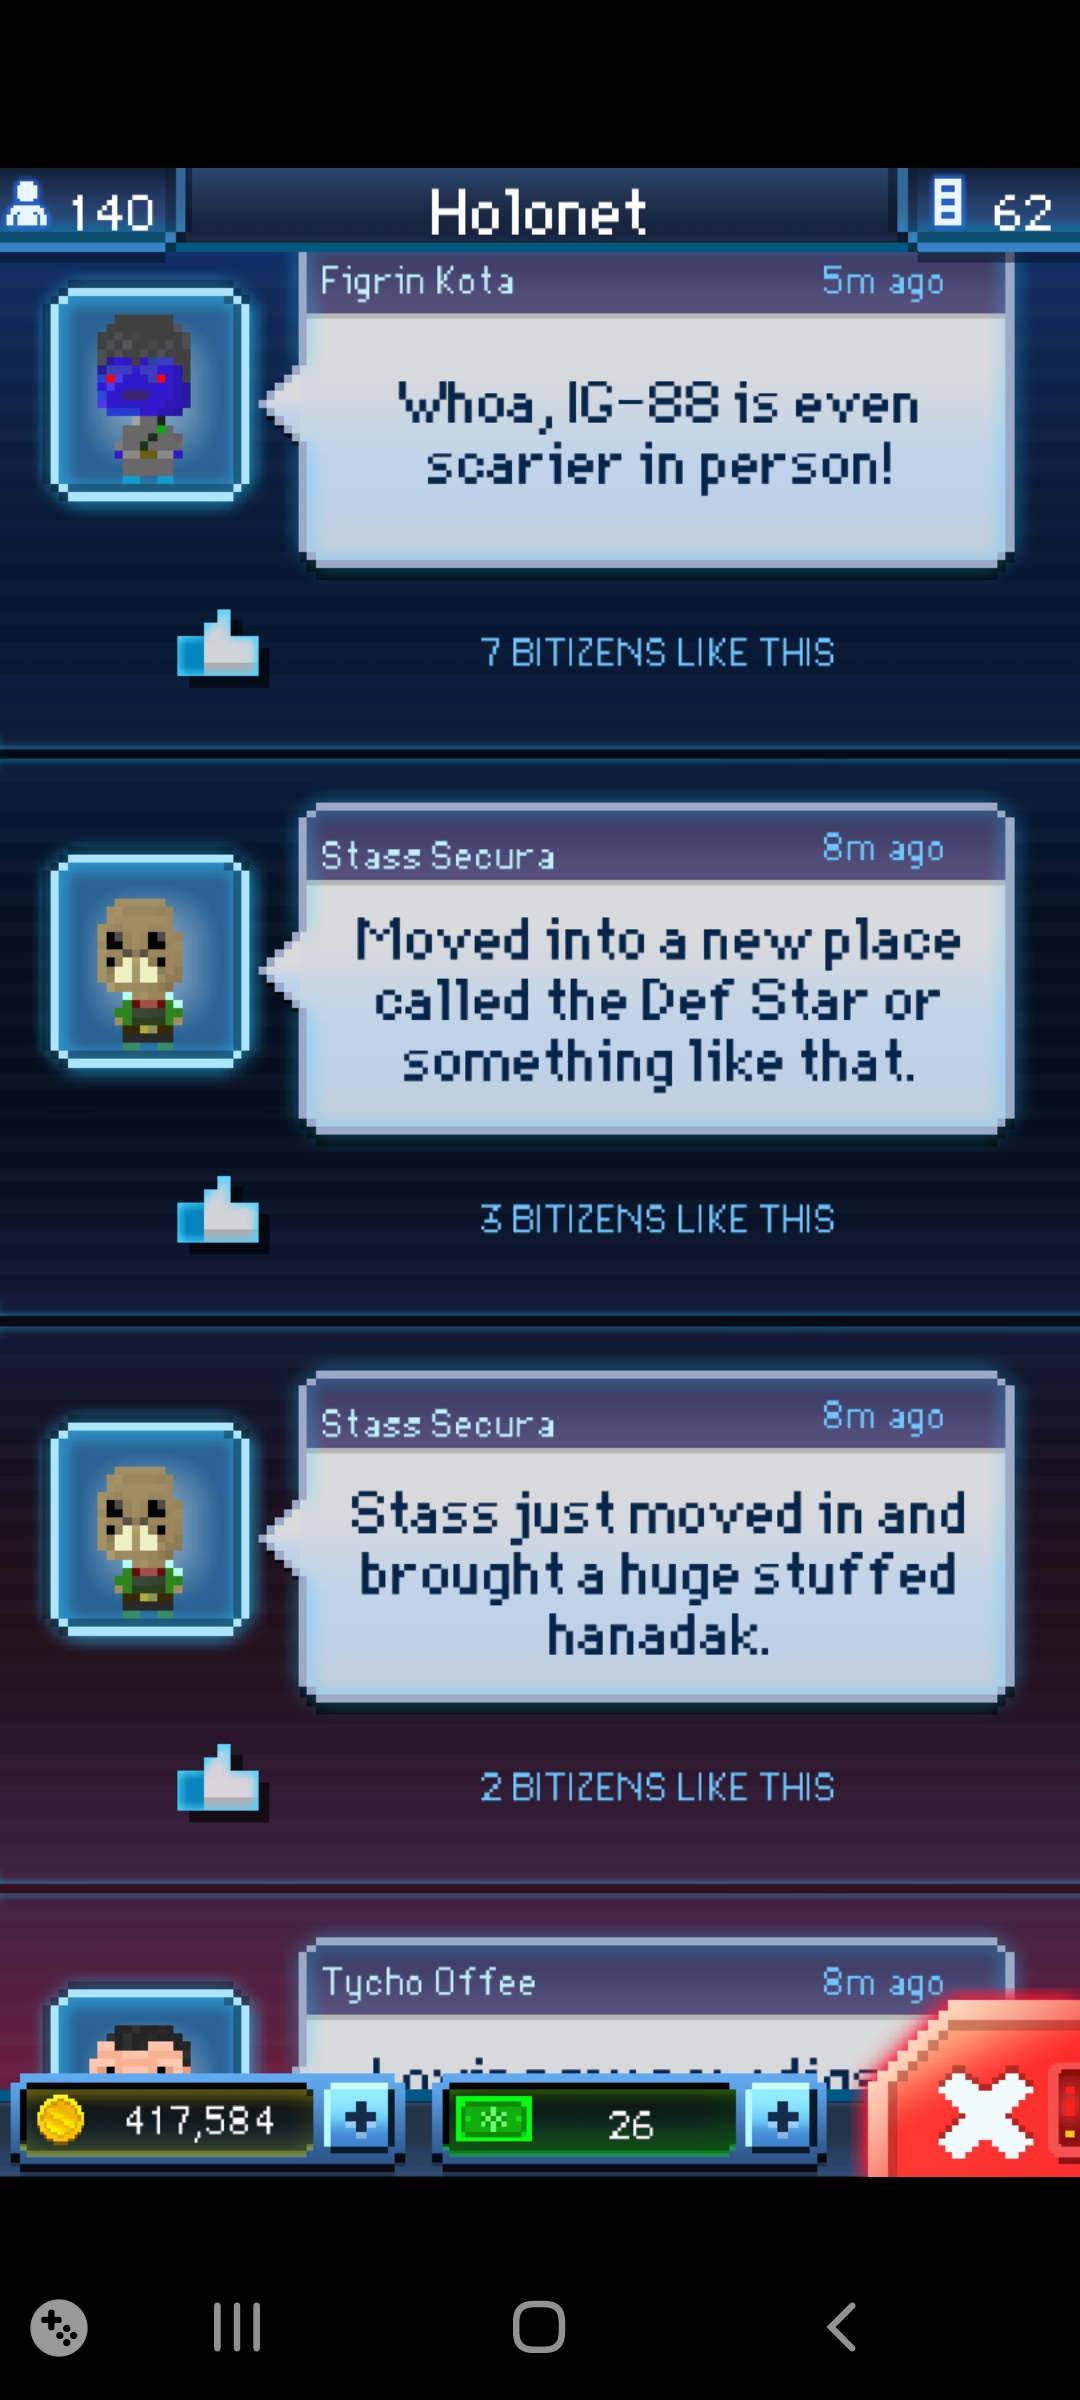 140
Holonet
62
Figrin Kota
5m ago
Whoa, IG-88 is even
scarier in person!
7 BITIZENS LIKE THIS
Stass Secura
8m ago
Moved into a new place
called the Def Star or
something like that.
3 BITIZENS LIKE THIS
Stass Secura
8m ago
Stass just moved in and
brought a huge stuffed
hanadak.
2 BITIZENS LIKE THIS
Tycho Offee
8m ago
417,584
26